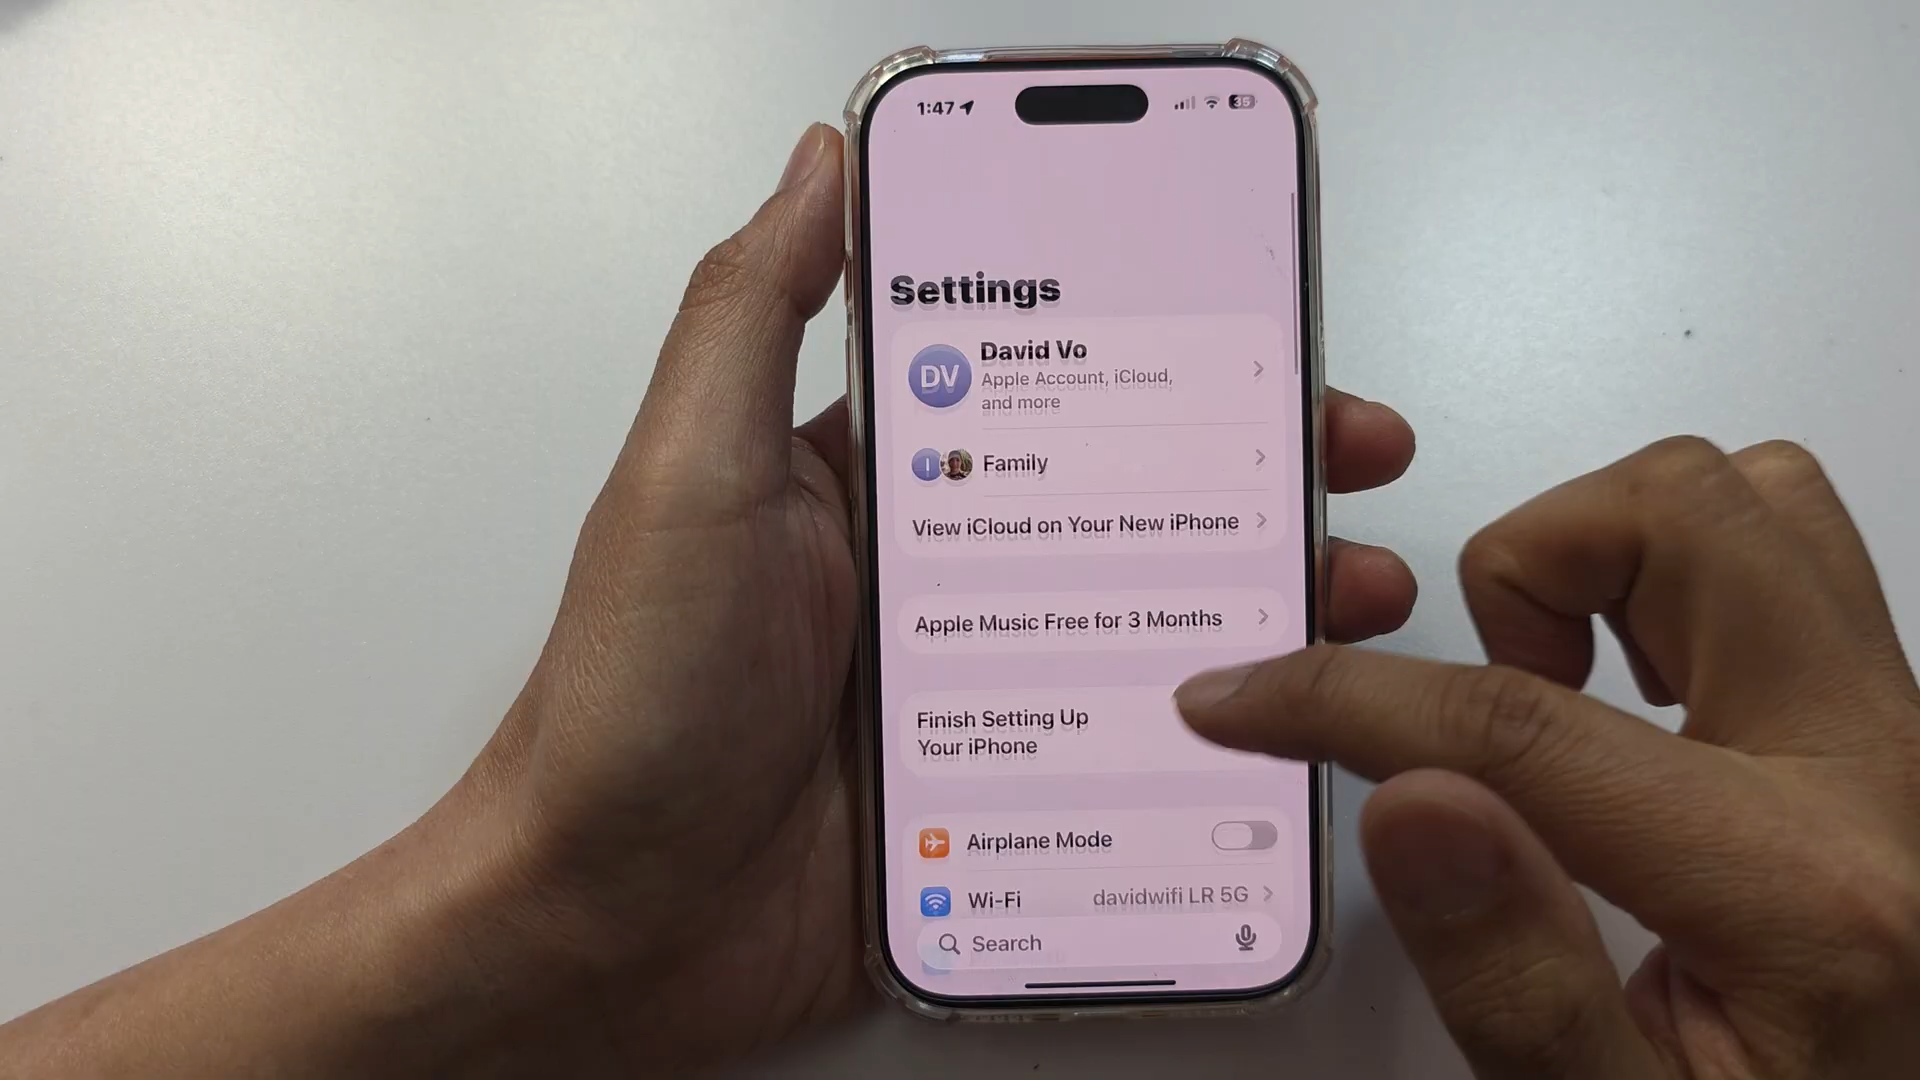 1:47
35
Settings
DV
David Vo
Apple Account, iCloud,
and more
I
Family
View iCloud on Your New iPhone
Apple Music Free for 3 Months
Finish Setting Up
Your iPhone
Airplane Mode
Wi-Fi davidwifi LR 5G
Search